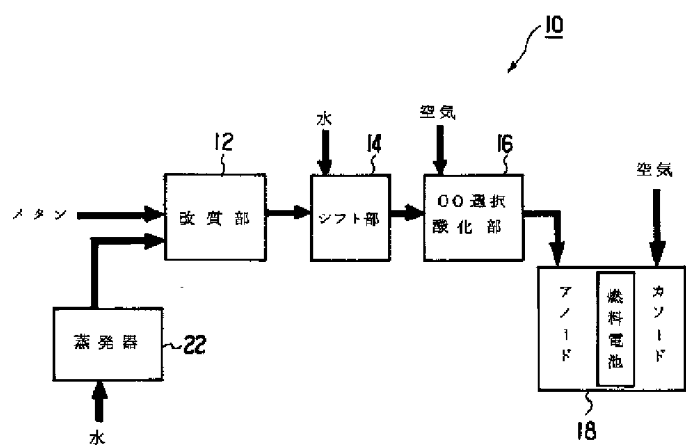 10
水
空気
12
14
16
空気
メタン
改質部
シフト部
CO選択
酸化部
アノード
燃料電池
カソード
蒸発器
22
18
水